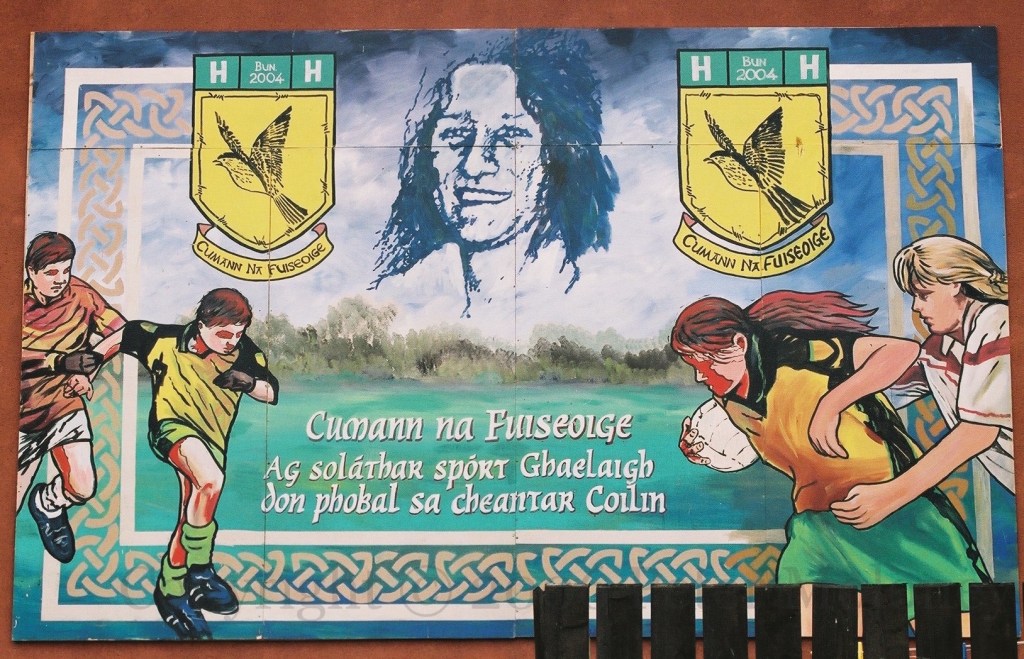 H BUN. 2004 H
H BUN 2004 H
CUMANN NA FUISEOIGE
CUMANN NA FUISEOIGE
Cumann na Fuiseoige
Ag soláthar spórt Ghaelaigh
don phobal sa cheantar Coilin